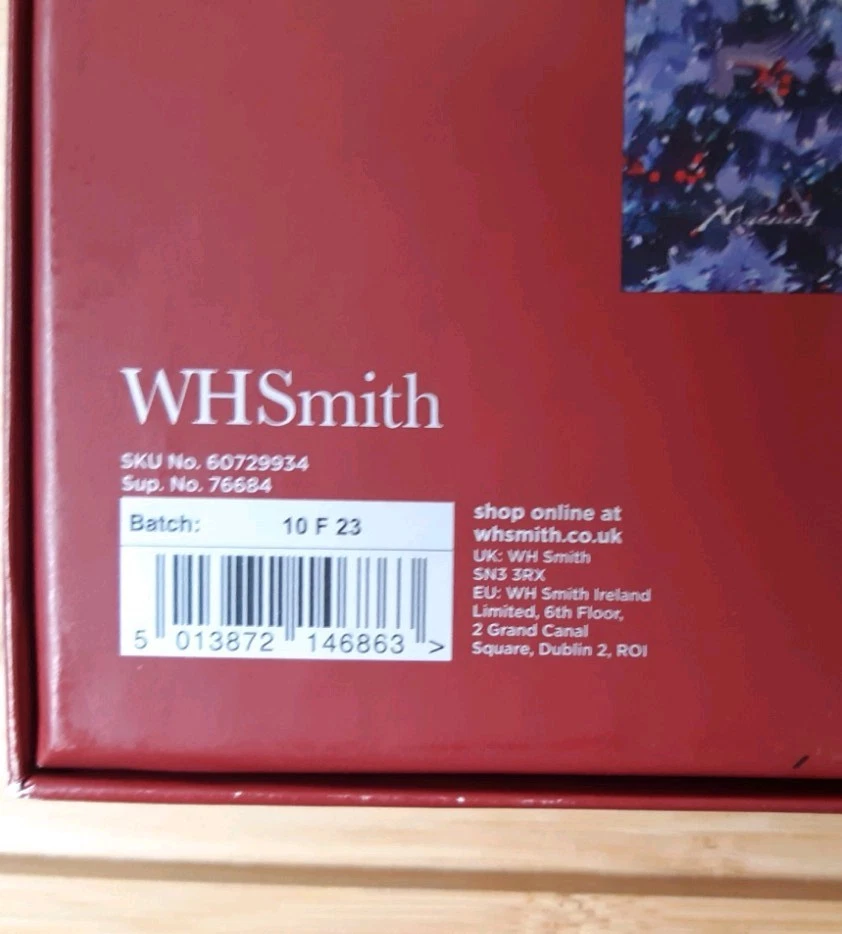 WHSmith
SKU No. 60729934
Sup. No. 76684
Batch: 10 F 23
5 013872 146863 >
shop online at
whsmith.co.uk
UK: WH Smith
SN3 3RX
EU: WH Smith Ireland
Limited, 6th Floor,
2 Grand Canal
Square, Dublin 2, ROI